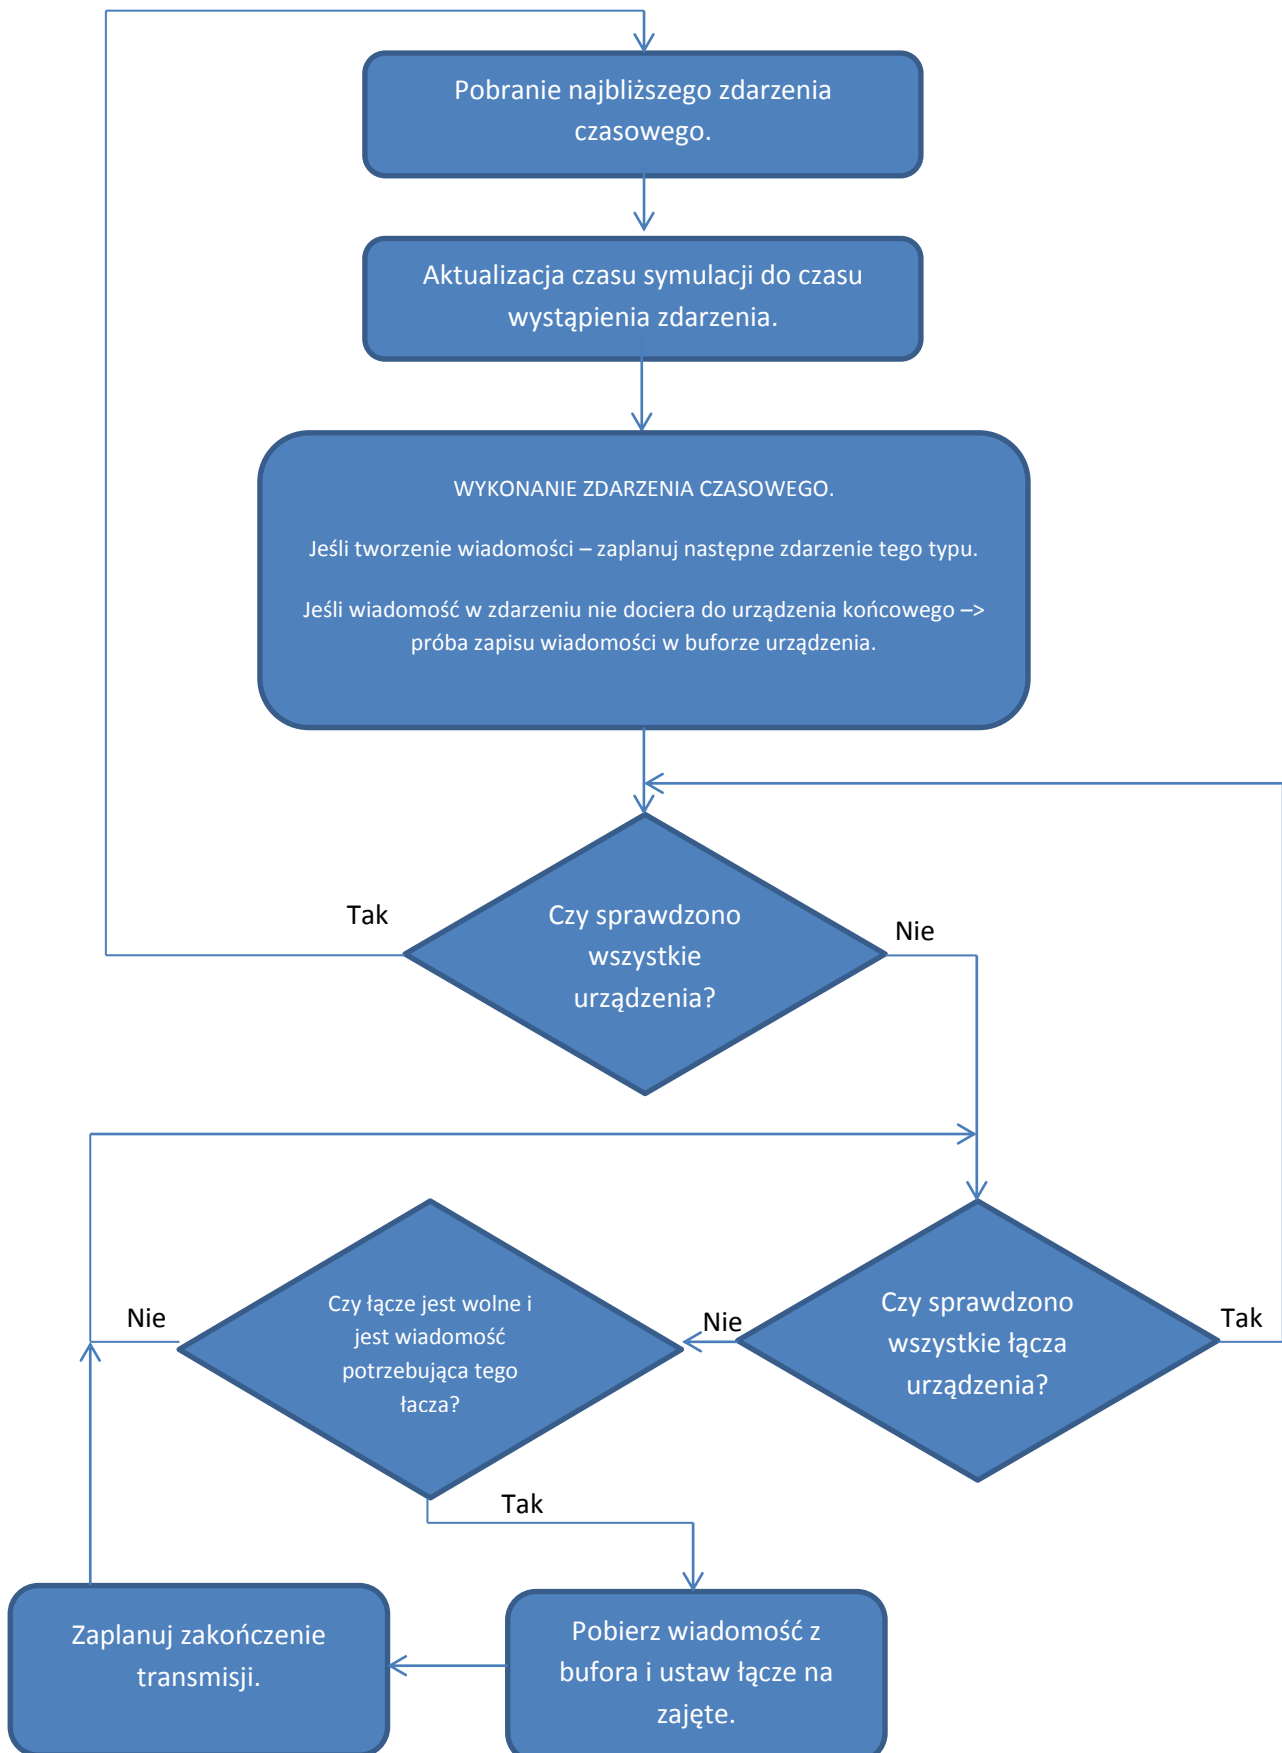 Pobranie najbliższego zdarzenia
czasowego.
Aktualizacja czasu symulacji do czasu
wystąpienia zdarzenia.
WYKONANIE ZDARZENIA CZASOWEGO.
Jeśli tworzenie wiadomości – zaplanuj następne zdarzenie tego typu.
Jeśli wiadomość w zdarzeniu nie dociera do urządzenia końcowego –>
próba zapisu wiadomości w buforze urządzenia.
Tak
Czy sprawdzono
wszystkie
urządzenia?
Nie
Nie
Czy łącze jest wolne i
jest wiadomość
potrzebująca tego
łacza?
Nie
Czy sprawdzono
wszystkie łącza
urządzenia?
Tak
Tak
Zaplanuj zakończenie
transmisji.
Pobierz wiadomość z
bufora i ustaw łącze na
zajęte.